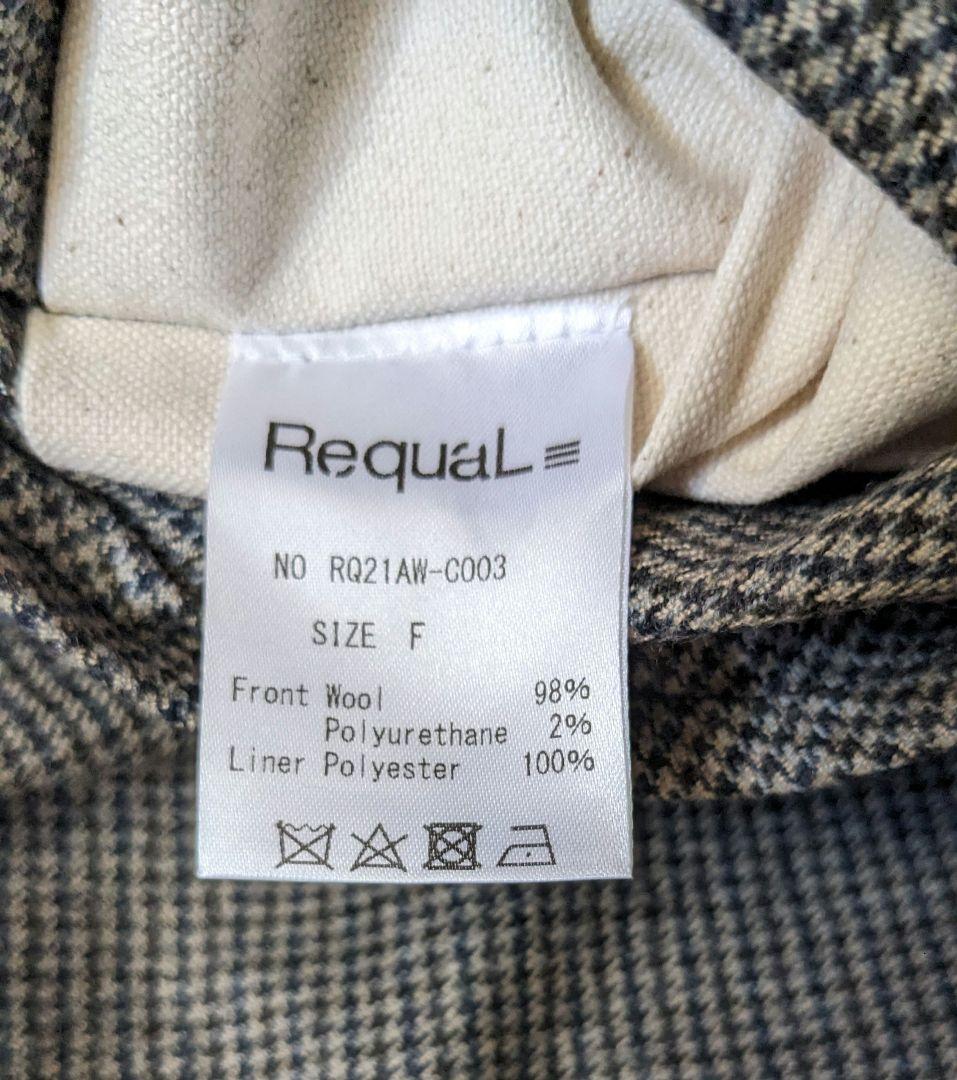 RequaL≡
NO RQ21AW-C003
SIZE F
Front Wool 98%
Polyurethane 2%
Liner Polyester 100%